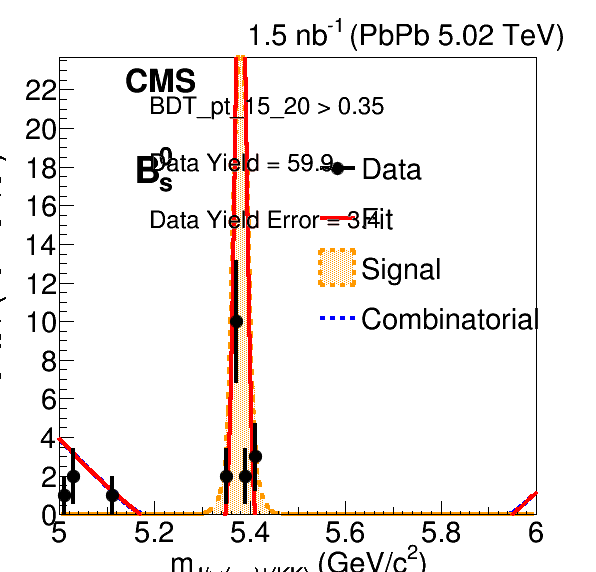 1.5 nb-1 (PbPb 5.02 TeV)
CMS
BDT_pt_15_20 > 0.35
B0s
Data Yield = 59.9
Data Yield Error = 3.4
Data
Fit
Signal
Combinatorial
22
20
18
16
14
12
10
8
6
4
2
0
5 5.2 5.4 5.6 5.8 6
(GeV/c2)